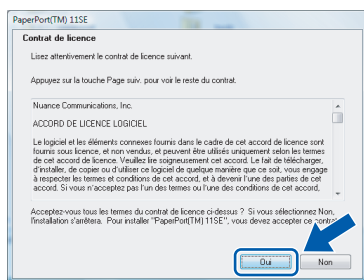 PaperPort(TM) 11SE
Contrat de licence
Lisez attentivement le contrat de licence suivant.
Appuyez sur la touche Page suiv. pour voir le reste du contrat.
Nuance Communications, Inc.
ACCORD DE LICENCE LOGICIEL
Le logiciel et les éléments connexes fournis dans le cadre de cet accord de licence sont
fournis sous licence, et non vendus, et peuvent être utilisés uniquement selon les termes
de cet accord de licence. Veuillez lire soigneusement cet accord. Le fait de télécharger,
d'installer, de copier ou d'utiliser ce logiciel de quelque manière que ce soit, vous engage
à respecter les termes et conditions de cet accord, et à devenir l'une des parties de cet
accord. Si vous n'acceptez pas l'un des termes ou l'une des conditions de cet accord,
Acceptez-vous tous les termes du contrat de licence ci-dessus ? Si vous sélectionnez Non,
l'installation s'arrêtera. Pour installer "PaperPort(TM) 11SE", vous devez accepter ce
Oui
Non